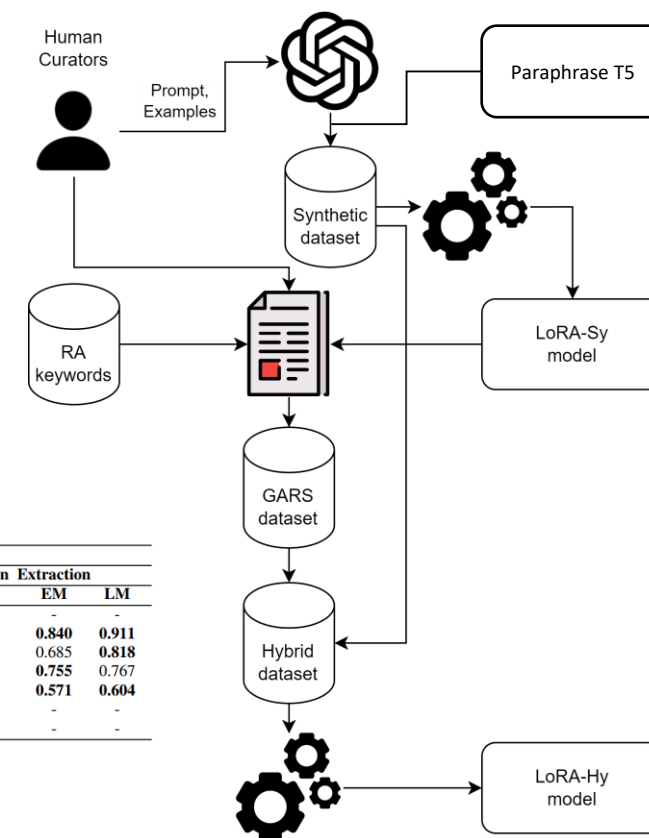 Human
Curators
Prompt,
Examples
Paraphrase T5
Synthetic
dataset
RA
keywords
LoRA-Sy
model
GARS
dataset
n Extraction
EM LM
- -
0.840 0.911
0.685 0.818
0.755 0.767
0.571 0.604
- -
- -
Hybrid
dataset
LoRA-Hy
model